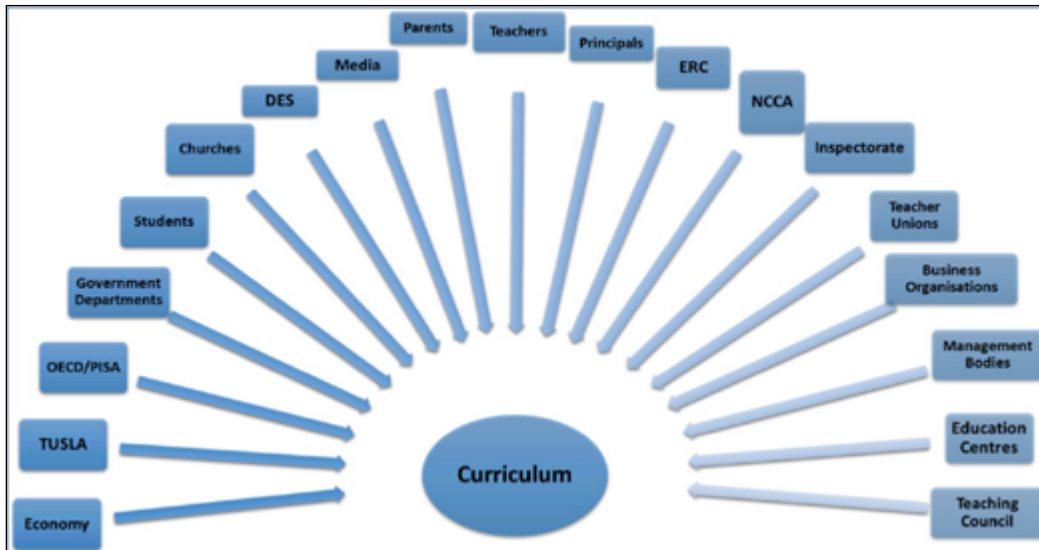 Parents
Teachers
Principals
Media
ERC
DES
NCCA
Churches
Inspectorate
Students
Teacher
Unions
Government
Departments
Business
Organisations
OECD/PISA
Management
Bodies
TUSLA
Education
Centres
Curriculum
Economy
Teaching
Council